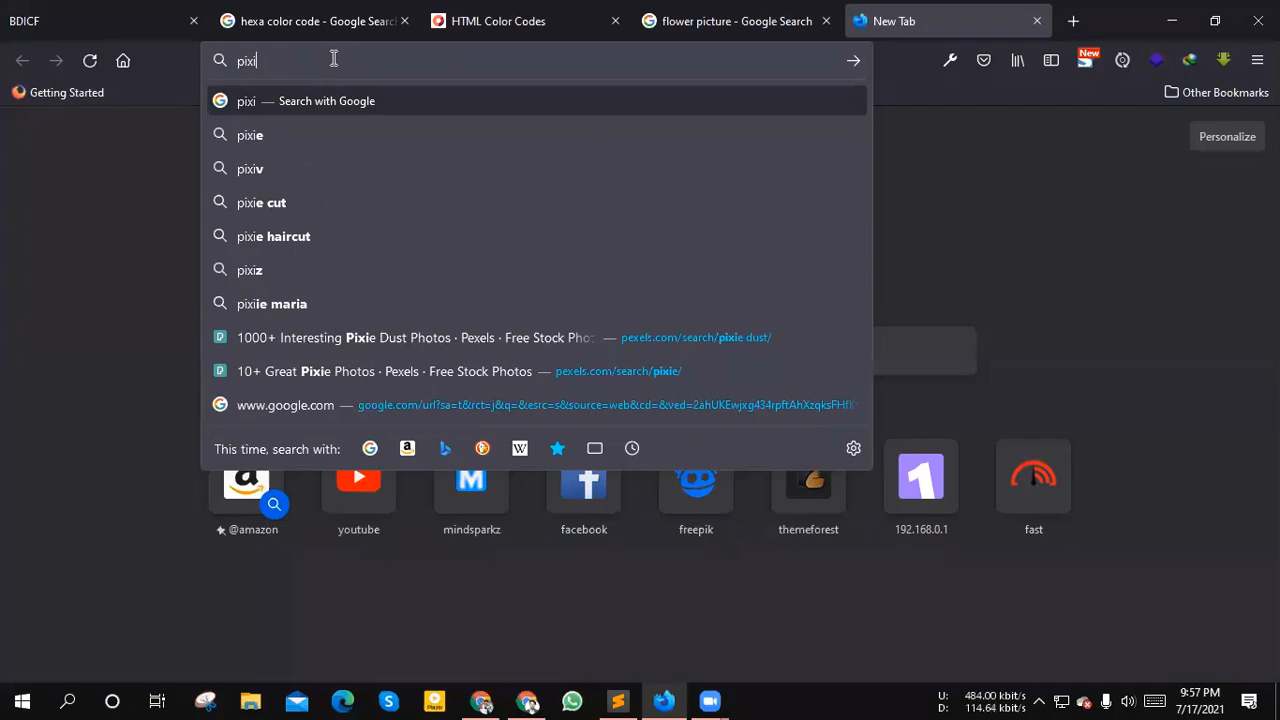 BDICF
hexa color code - Google Searc
HTML Color Codes
flower picture - Google Search
New Tab
pixi
New
Getting Started
Other Bookmarks
pixi — Search with Google
pixie
pixiv
pixie cut
pixie haircut
pixiz
pixiie maria
1000+ Interesting Pixie Dust Photos · Pexels · Free Stock Pho — pexels.com/search/pixie dust/
10+ Great Pixie Photos · Pexels · Free Stock Photos — pexels.com/search/pixie/
www.google.com — google.com/url?sa=t&rct=j&q=&esrc=s&source=web&cd=&ved=2ahUKEwjxg434rpftAhXzqksFHfK
This time, search with:
Personalize
@amazon
youtube
mindsparkz
facebook
freepik
themeforest
192.168.0.1
fast
U: 484.00 kbit/s
D: 114.64 kbit/s
9:57 PM
7/17/2021